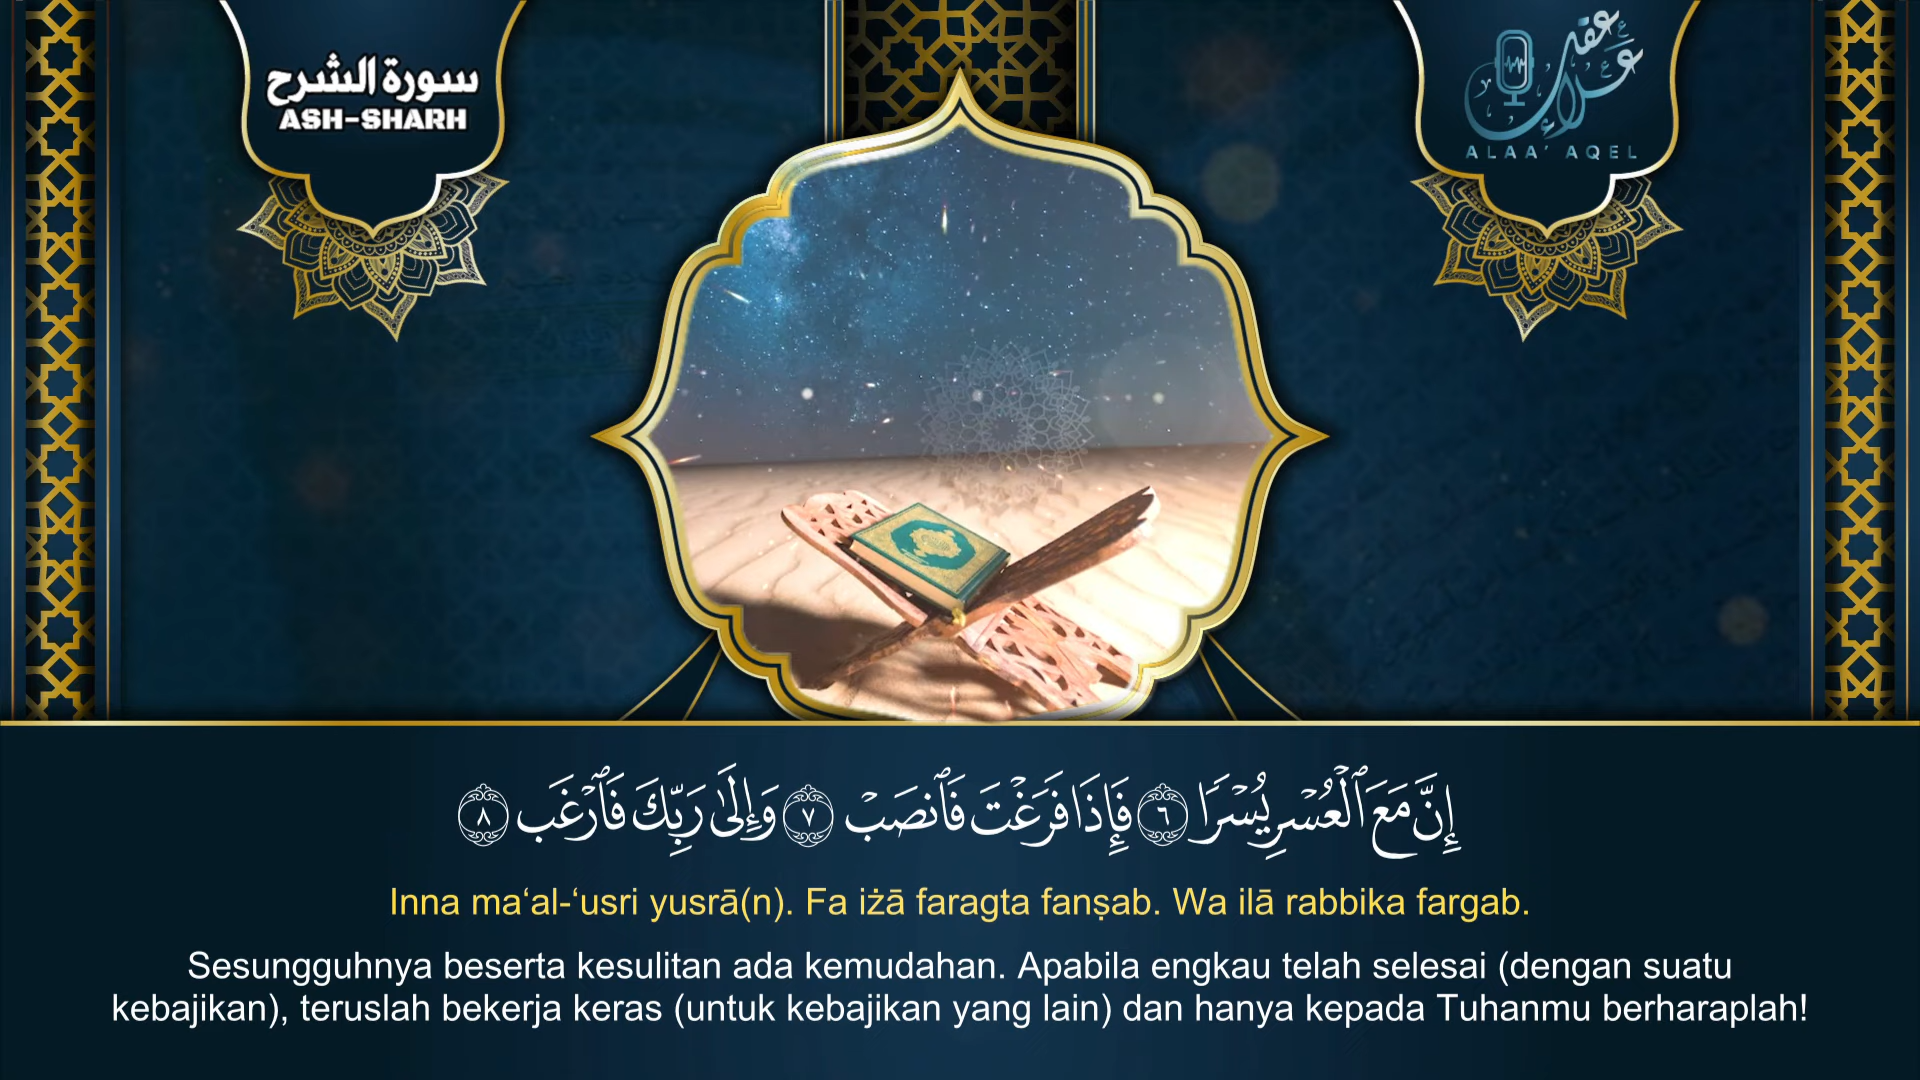 سورة الشرح
ASH-SHARH
علاء عقل
ALAA' AQEL
إِنَّ مَعَ ٱلْعُسْرِ يُسْرًا ٦ فَإِذَا فَرَغْتَ فَٱنصَبْ ٧ وَإِلَىٰ رَبِّكَ فَٱرْغَب ٨
Inna ma‘al-‘usri yusrā(n). Fa iżā faragta fanṣab. Wa ilā rabbika fargab.
Sesungguhnya beserta kesulitan ada kemudahan. Apabila engkau telah selesai (dengan suatu
kebajikan), teruslah bekerja keras (untuk kebajikan yang lain) dan hanya kepada Tuhanmu berharaplah!